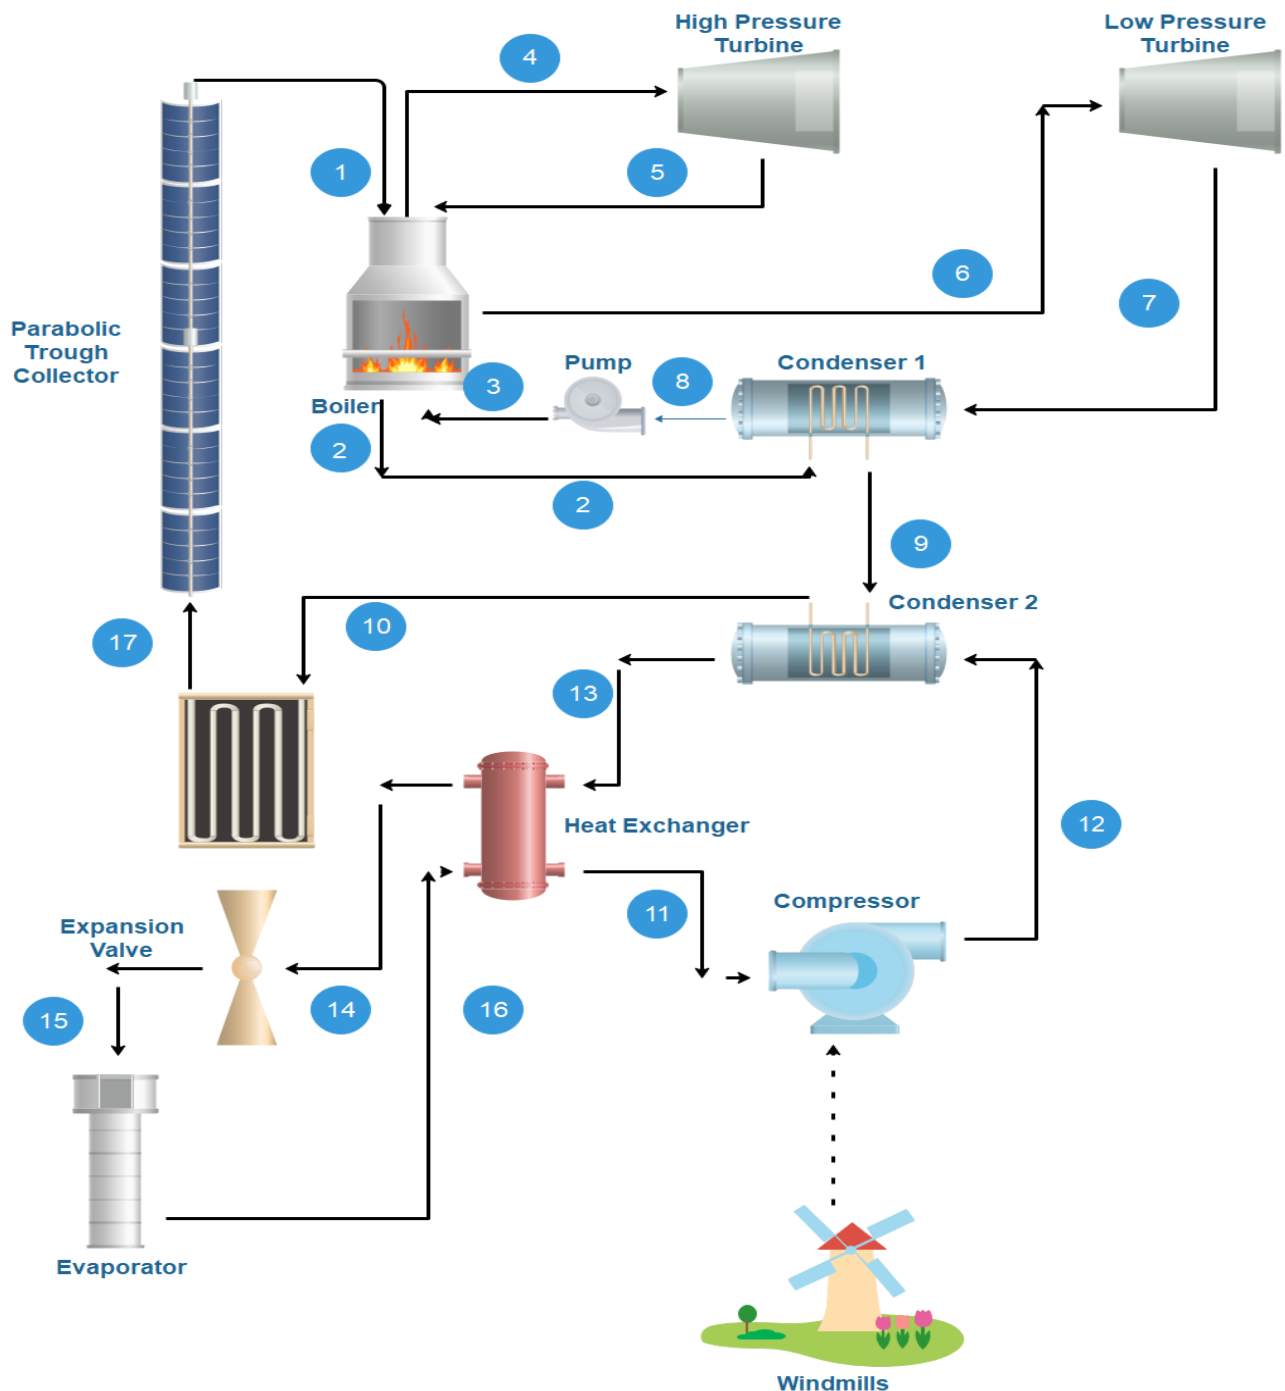 High Pressure
Turbine
Low Pressure
Turbine
4
1
5
6
7
Parabolic
Trough
Collector
Pump
Condenser 1
3
8
Boiler
2
2
9
Condenser 2
10
17
13
Heat Exchanger
12
11
Compressor
Expansion
Valve
14
16
15
Evaporator
Windmills